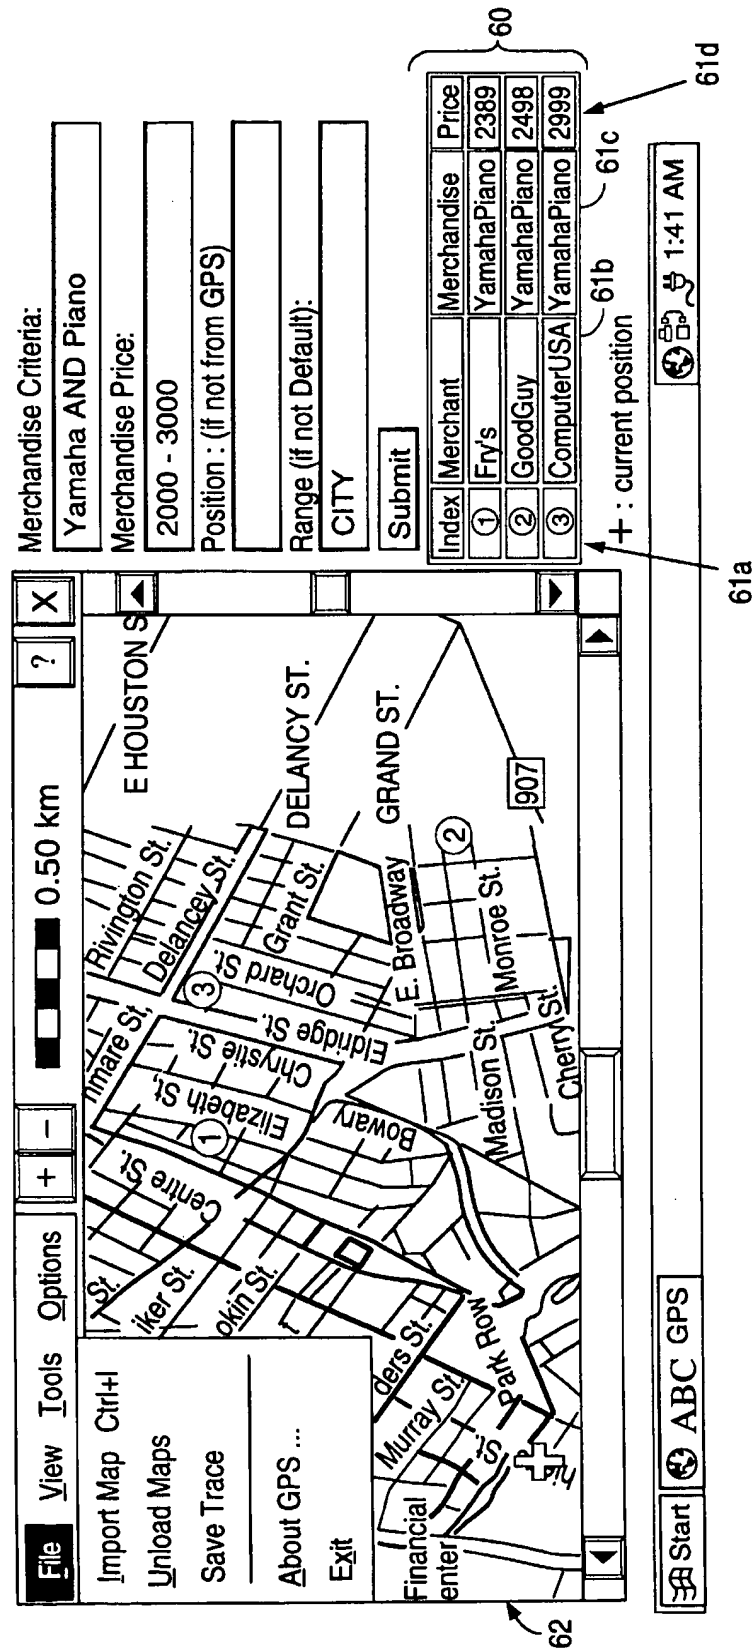 File View Tools Options + − 0.50 km ? X
Import Map Ctrl+I
Unload Maps
Save Trace
About GPS ...
Exit
Financial
enter
St.
iker St.
okin St.
ders St.
Murray St.
St.
Park Row
Centre St.
nmare St,
Elizabeth St,
Chrystie St.
Eldridge St.
Orchard St.
Bowary
Rivington St.
Delancey St.
Grant St.
E. Broadway
Madison St.
Monroe St.
Cherry St.
1
2
3
E HOUSTON S
DELANCY ST.
GRAND ST.
907
62
Merchandise Criteria:
Yamaha AND Piano
Merchandise Price:
2000 - 3000
Position : (if not from GPS)
Range (if not Default):
CITY
Submit
Index Merchant Merchandise Price
1 Fry's YamahaPiano 2389
2 GoodGuy YamahaPiano 2498
3 ComputerUSA YamahaPiano 2999
60
61a
61b
61c
61d
+ : current position
Start ABC GPS 1:41 AM